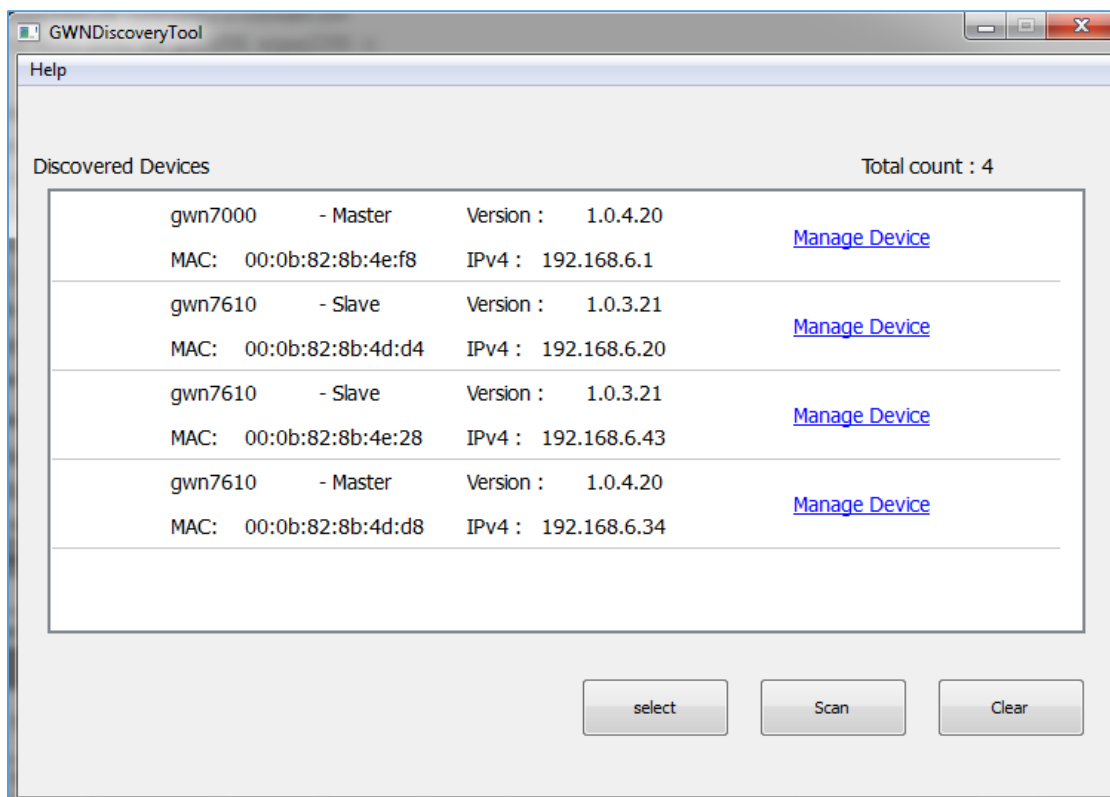 GWNDiscoveryTool
Help
Discovered Devices Total count : 4
gwn7000 - Master Version : 1.0.4.20
Manage Device
MAC: 00:0b:82:8b:4e:f8 IPv4 : 192.168.6.1
gwn7610 - Slave Version : 1.0.3.21
Manage Device
MAC: 00:0b:82:8b:4d:d4 IPv4 : 192.168.6.20
gwn7610 - Slave Version : 1.0.3.21
Manage Device
MAC: 00:0b:82:8b:4e:28 IPv4 : 192.168.6.43
gwn7610 - Master Version : 1.0.4.20
Manage Device
MAC: 00:0b:82:8b:4d:d8 IPv4 : 192.168.6.34
select Scan Clear